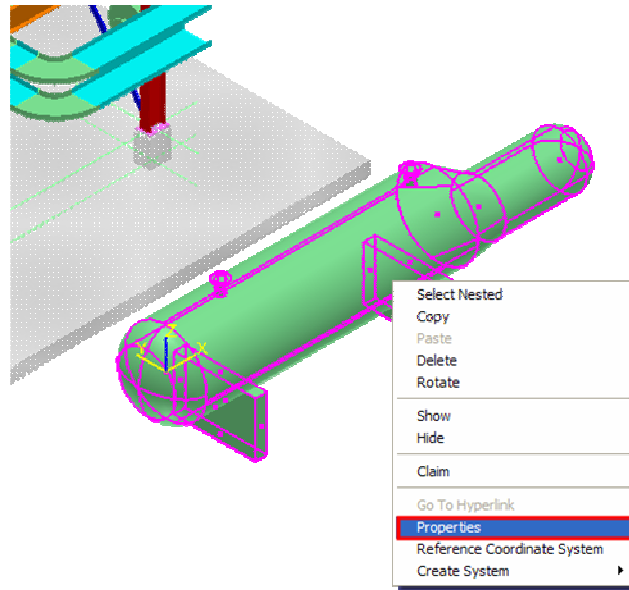 Z
Y X
Select Nested
Copy
Paste
Delete
Rotate
Show
Hide
Claim
Go To Hyperlink
Properties
Reference Coordinate System
Create System